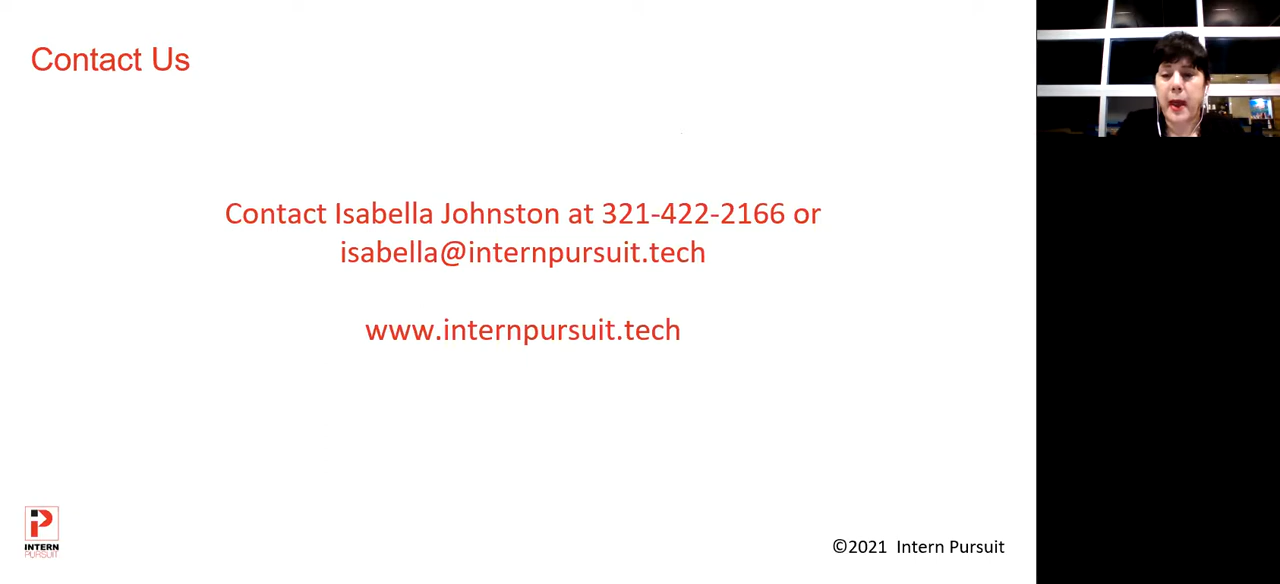 Contact Us
Contact Isabella Johnston at 321-422-2166 or
isabella@internpursuit.tech
www.internpursuit.tech
INTERN
PURSUIT
©2021 Intern Pursuit